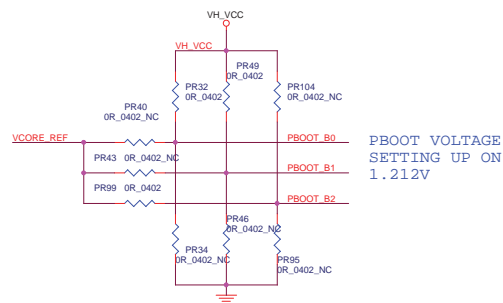 VH_VCC
VH_VCC
PR49
0R_0402
PR32
0R_0402
PR104
0R_0402_NC
PR40
0R_0402_NC
VCORE_REF
PBOOT_B0
PBOOT VOLTAGE
SETTING UP ON
1.212V
PR43 0R_0402_NC
PBOOT_B1
PR99 0R_0402
PBOOT_B2
PR46
0R_0402_NC
PR34
0R_0402_NC
PR95
0R_0402_NC